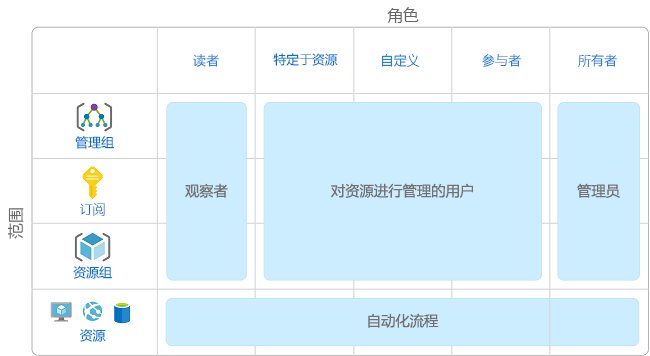 角色
读者
特定于资源
自定义
参与者
所有者
范围
管理组
订阅
资源组
资源
观察者
对资源进行管理的用户
管理员
自动化流程